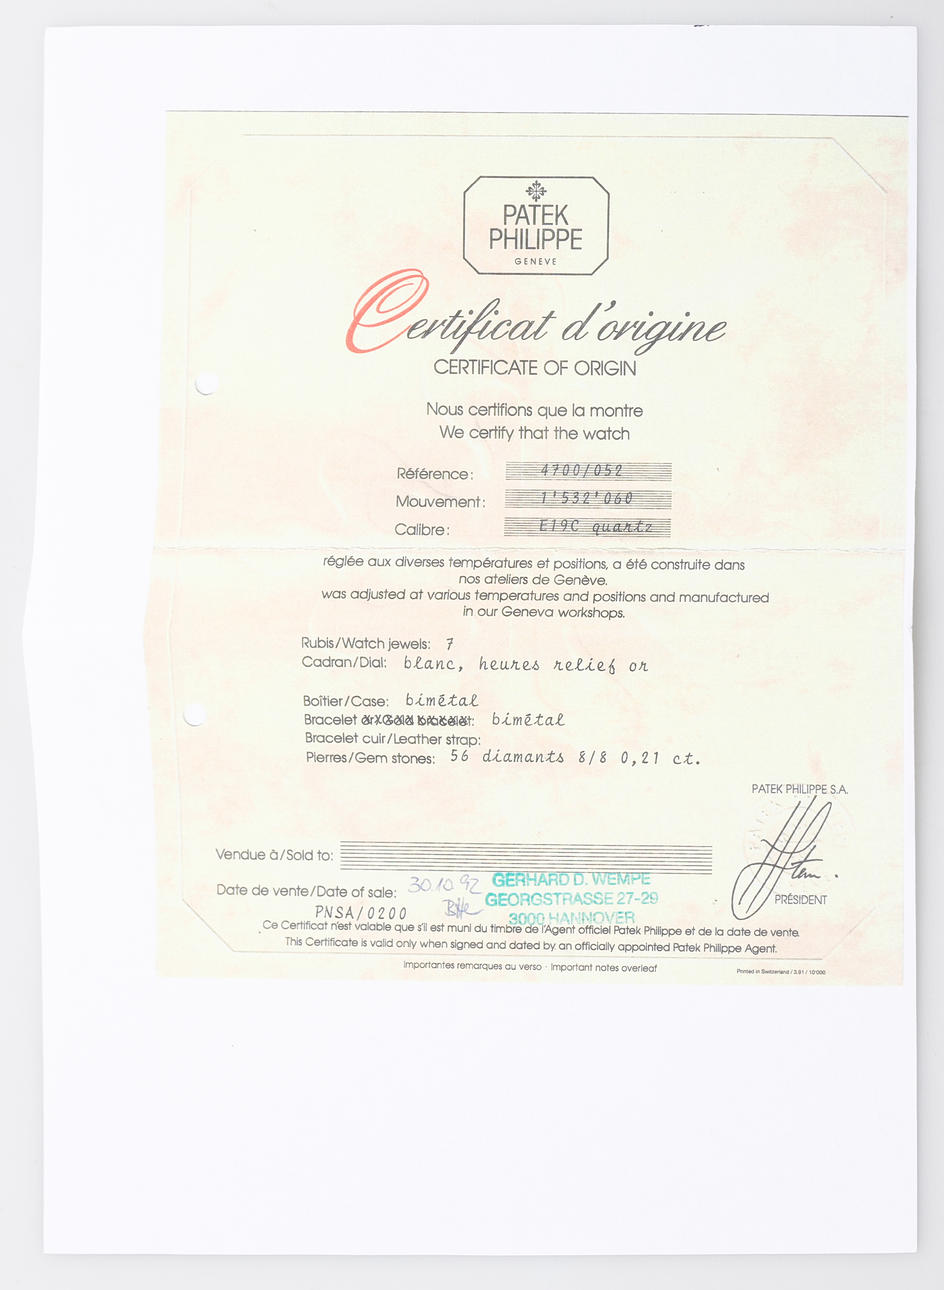 PATEK
PHILIPPE
GENEVE
Certificat d'origine
CERTIFICATE OF ORIGIN
Nous certifions que la montre
We certify that the watch
Référence: 4700/052
Mouvement: 1'532'060
Calibre: E19C quartz
réglée aux diverses températures et positions, a été construite dans
nos ateliers de Genève.
was adjusted at various temperatures and positions and manufactured
in our Geneva workshops.
Rubis/Watch jewels: 7
Cadran/Dial: blanc, heures relief or
Boîtier/Case: bimétal
Bracelet or/Gold bracelet: bimétal
Bracelet cuir/Leather strap:
Pierres/Gem stones: 56 diamants 8/8 0,21 ct.
PATEK PHILIPPE S.A.
Vendue à/Sold to:
Date de vente/Date of sale: 30.10.92
GERHARD D. WEMPE
GEORGSTRASSE 27-29
3000 HANNOVER
PRÉSIDENT
PNSA/0200
Ce Certificat n'est valable que s'il est muni du timbre de l'Agent officiel Patek Philippe et de la date de vente.
This Certificate is valid only when signed and dated by an officially appointed Patek Philippe Agent.
Importantes remarques au verso · Important notes overleaf
Printed in Switzerland / 3.91 / 10'000